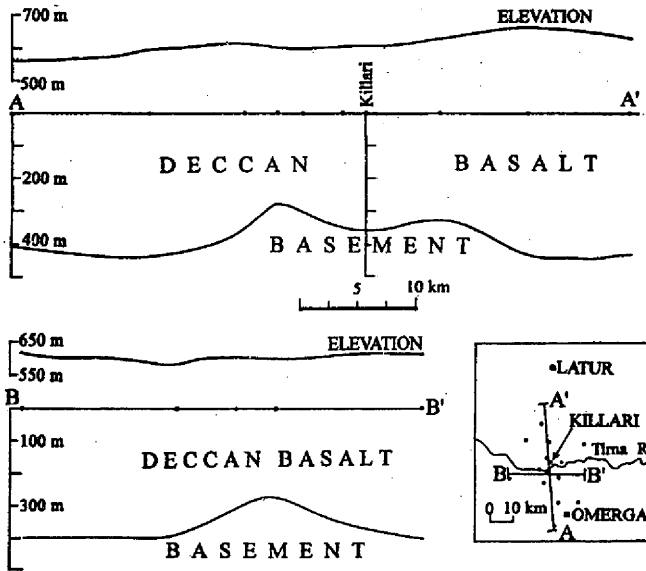 700 m
ELEVATION
500 m
A
Killari
A'
DECCAN BASALT
200 m
400 m
BASEMENT
5 10 km
650 m
ELEVATION
550 m
B
B'
100 m
DECCAN BASALT
300 m
BASEMENT
LATUR
A'
KILLARI
Tirna R
B
B'
0 10 km
OMERGA
A